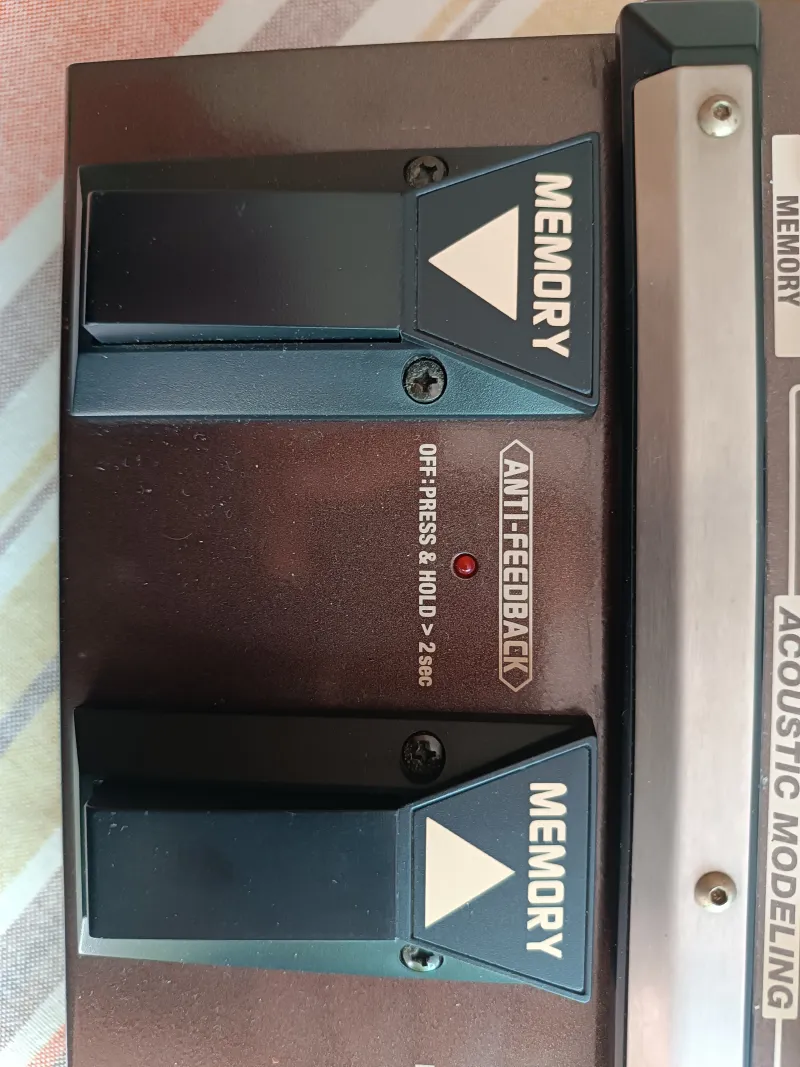 MEMORY
ACOUSTIC MODELING
MEMORY
ANTI-FEEDBACK
OFF:PRESS & HOLD > 2sec
MEMORY